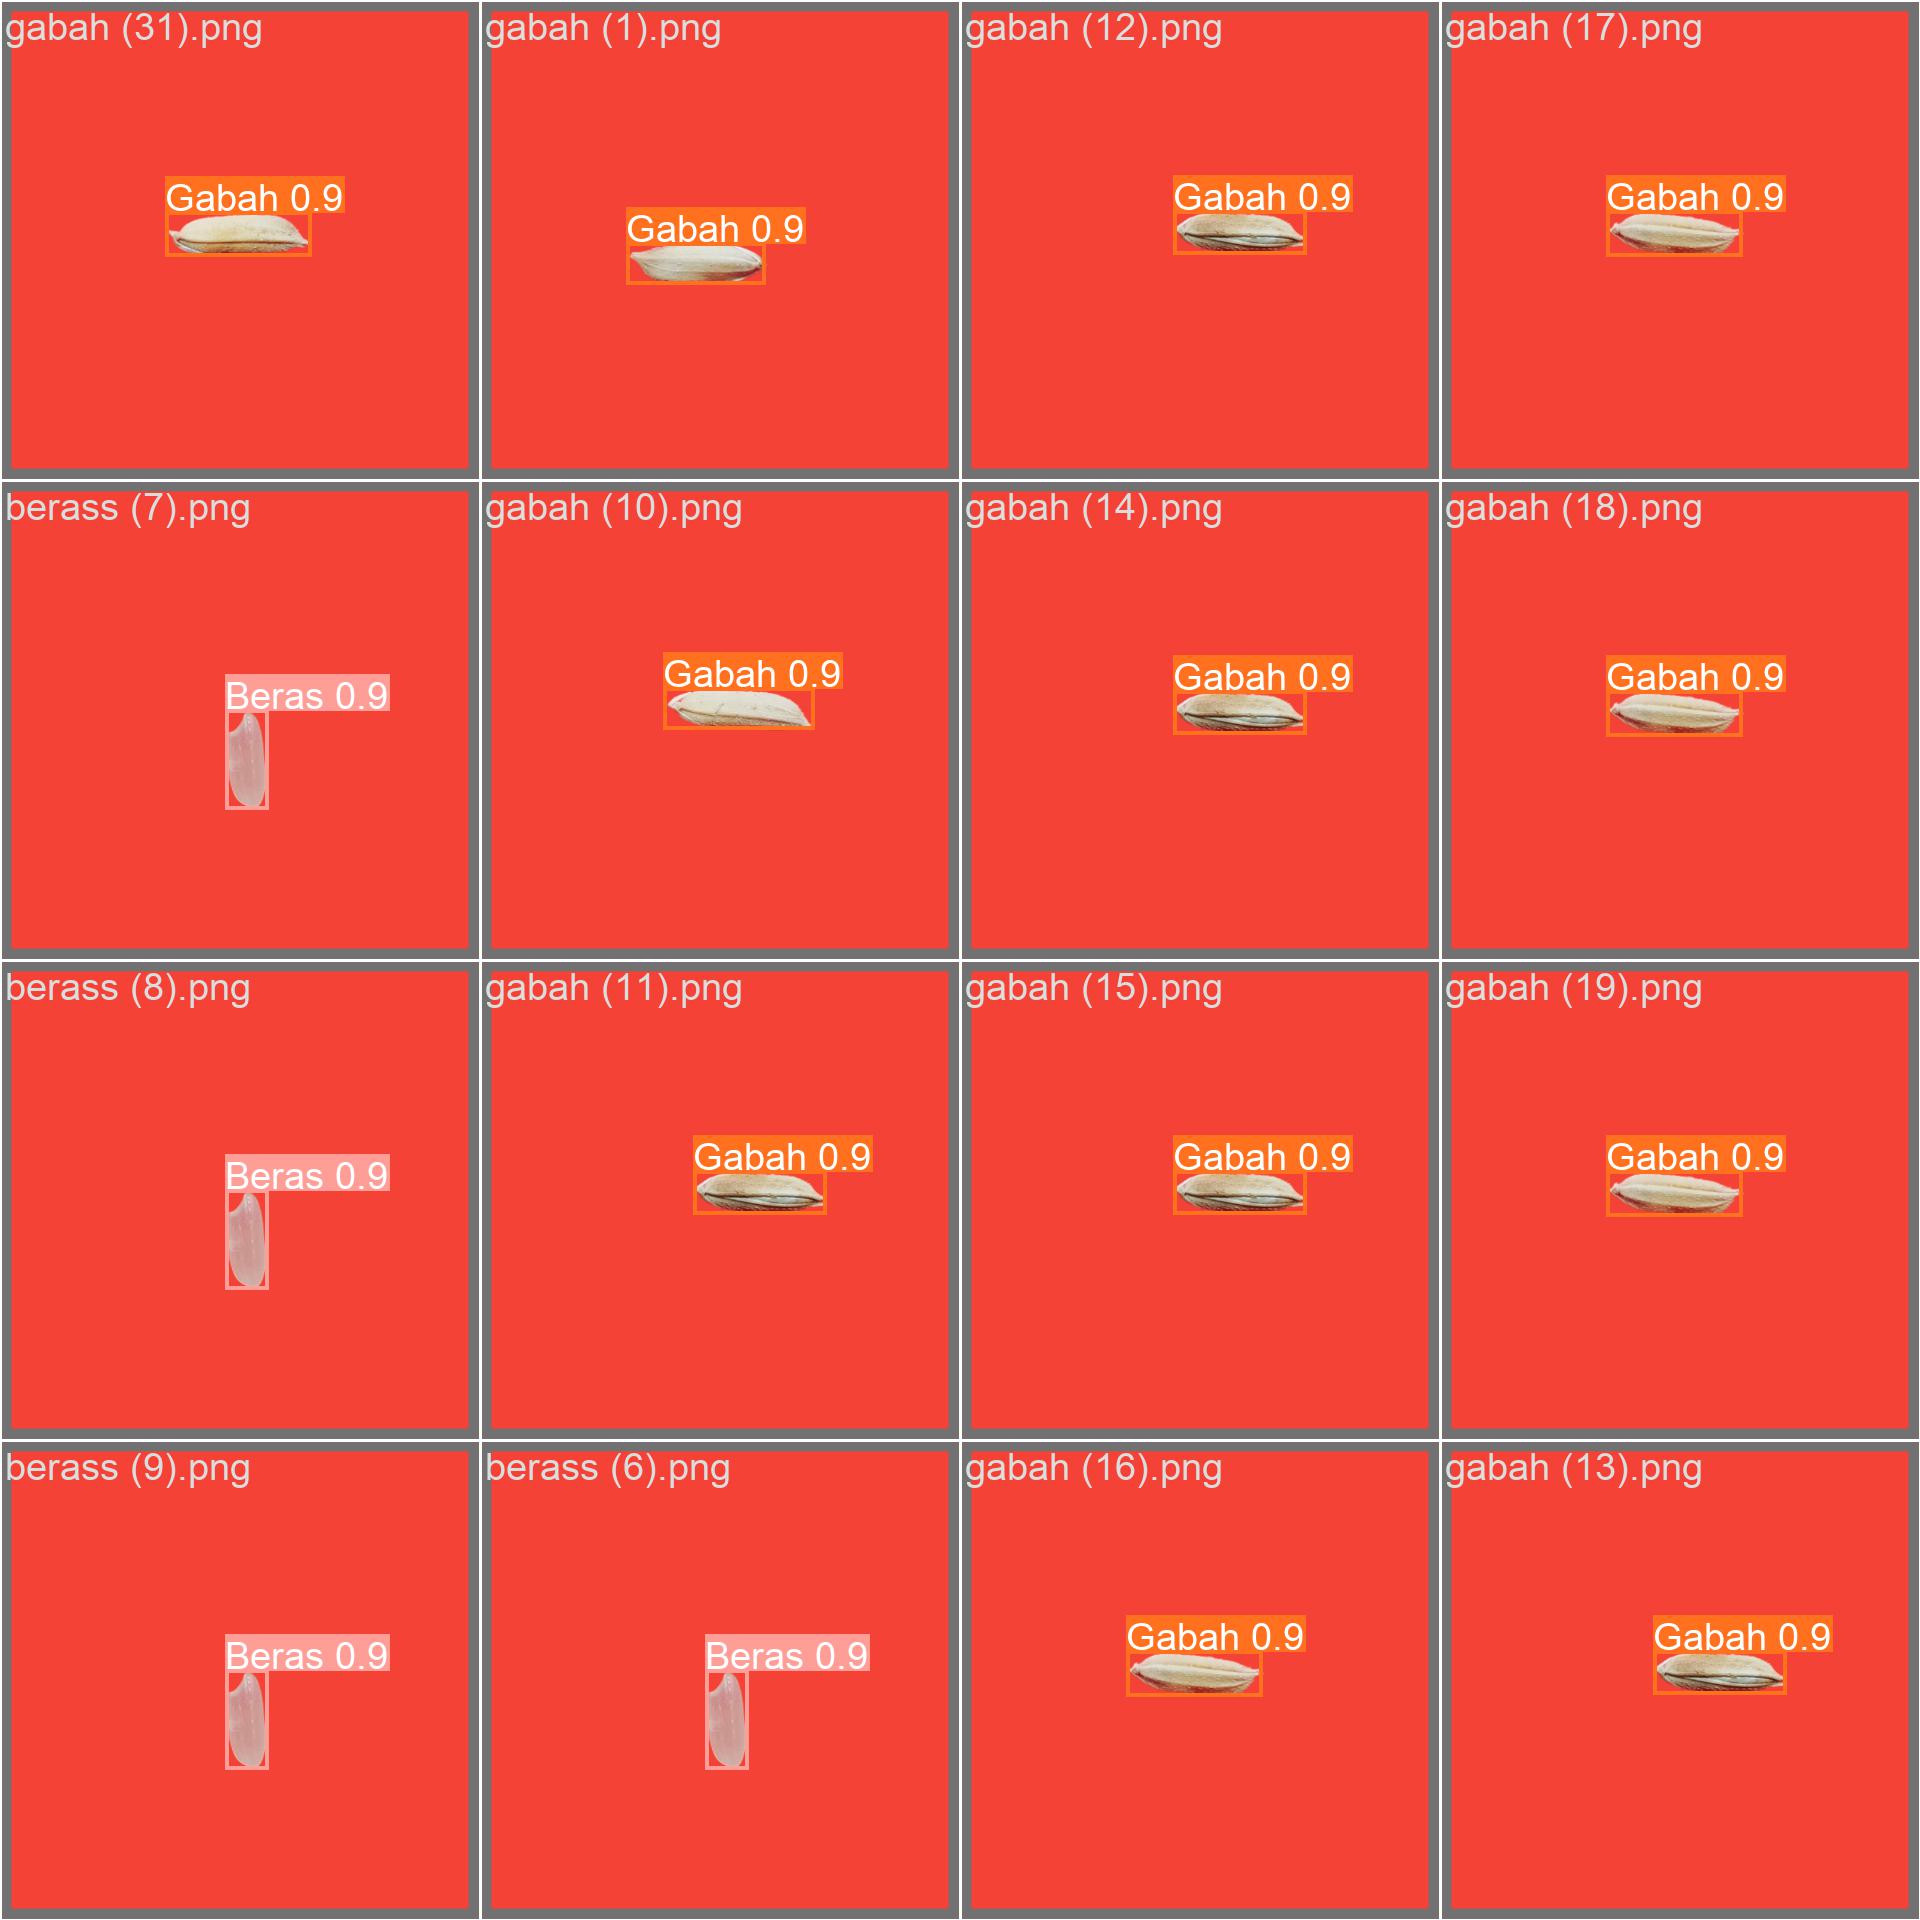 gabah (31).png
Gabah 0.9
gabah (1).png
Gabah 0.9
gabah (12).png
Gabah 0.9
gabah (17).png
Gabah 0.9
berass (7).png
Beras 0.9
gabah (10).png
Gabah 0.9
gabah (14).png
Gabah 0.9
gabah (18).png
Gabah 0.9
berass (8).png
Beras 0.9
gabah (11).png
Gabah 0.9
gabah (15).png
Gabah 0.9
gabah (19).png
Gabah 0.9
berass (9).png
Beras 0.9
berass (6).png
Beras 0.9
gabah (16).png
Gabah 0.9
gabah (13).png
Gabah 0.9